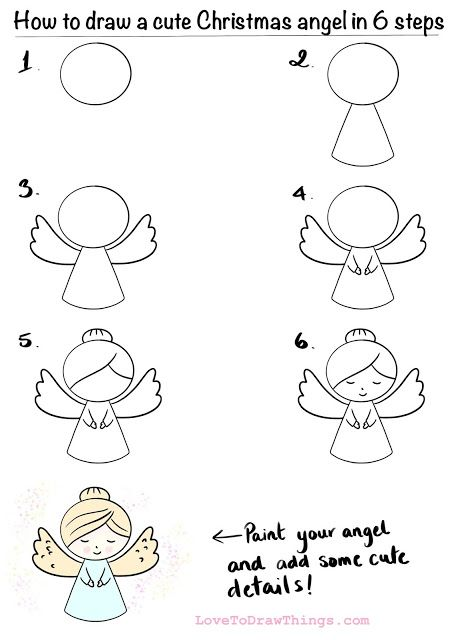 How to draw a cute Christmas angel in 6 steps
1.
2.
3.
4.
5.
6.
←Paint your angel
and add some cute
details!
LoveToDrawThings.com